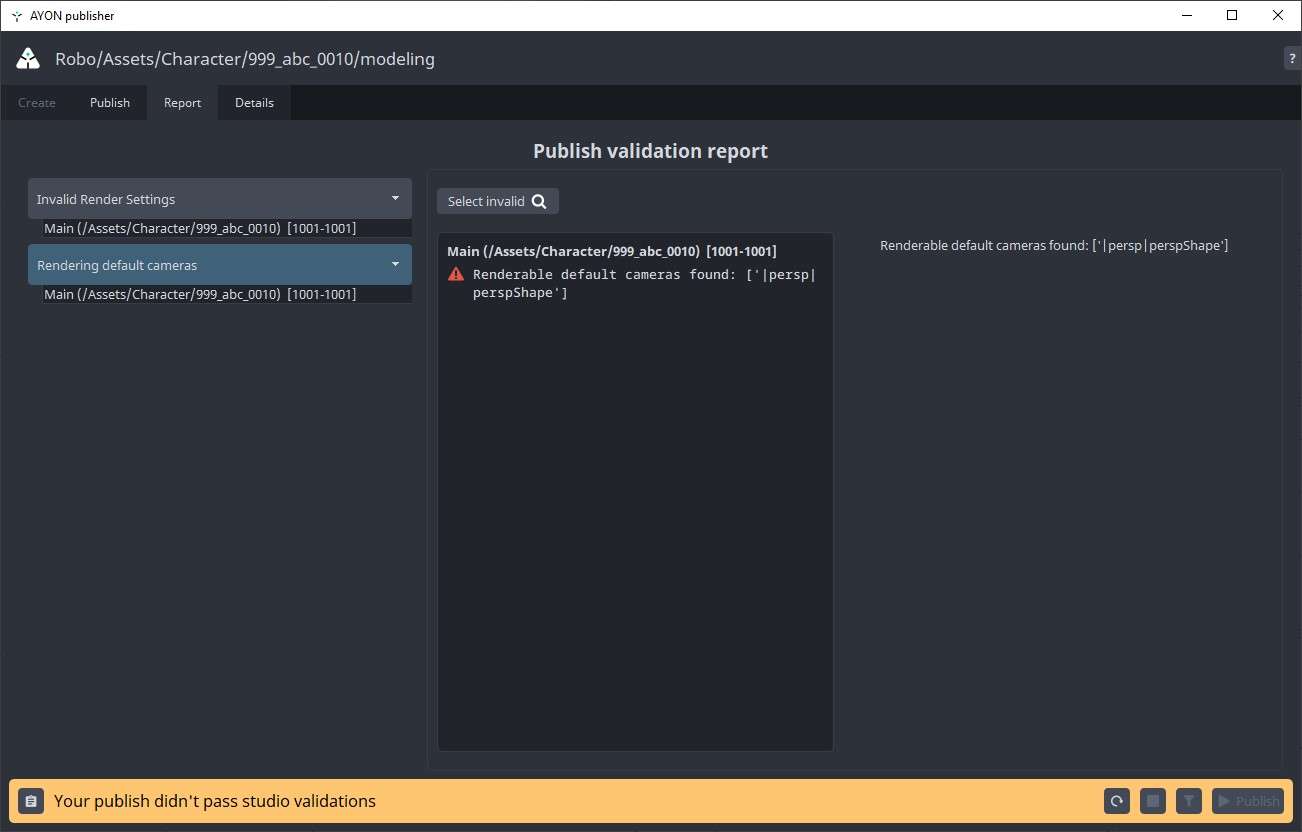 AYON publisher
Robo/Assets/Character/999_abc_0010/modeling
?
Create Publish Report Details
Publish validation report
Invalid Render Settings
Main (/Assets/Character/999_abc_0010) [1001-1001]
Rendering default cameras
Main (/Assets/Character/999_abc_0010) [1001-1001]
Select invalid
Main (/Assets/Character/999_abc_0010) [1001-1001]
Renderable default cameras found: ['|persp|
perspShape']
Renderable default cameras found: ['|persp|perspShape']
Your publish didn't pass studio validations
Publish